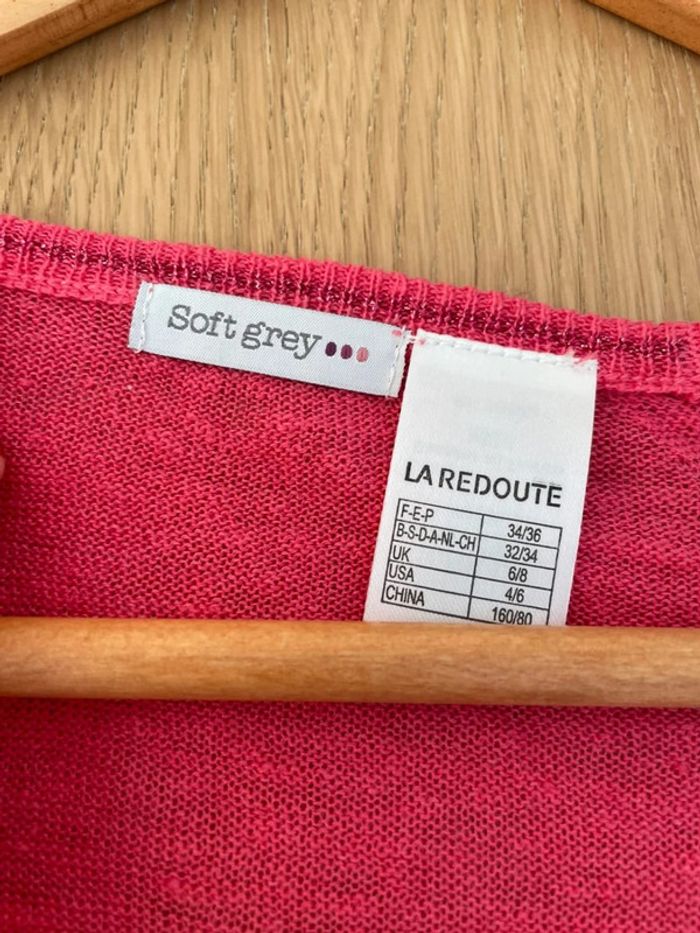 Soft grey
LA REDOUTE
F-E-P 34/36
B-S-D-A-NL-CH 32/34
UK 6/8
USA 4/6
CHINA 160/80